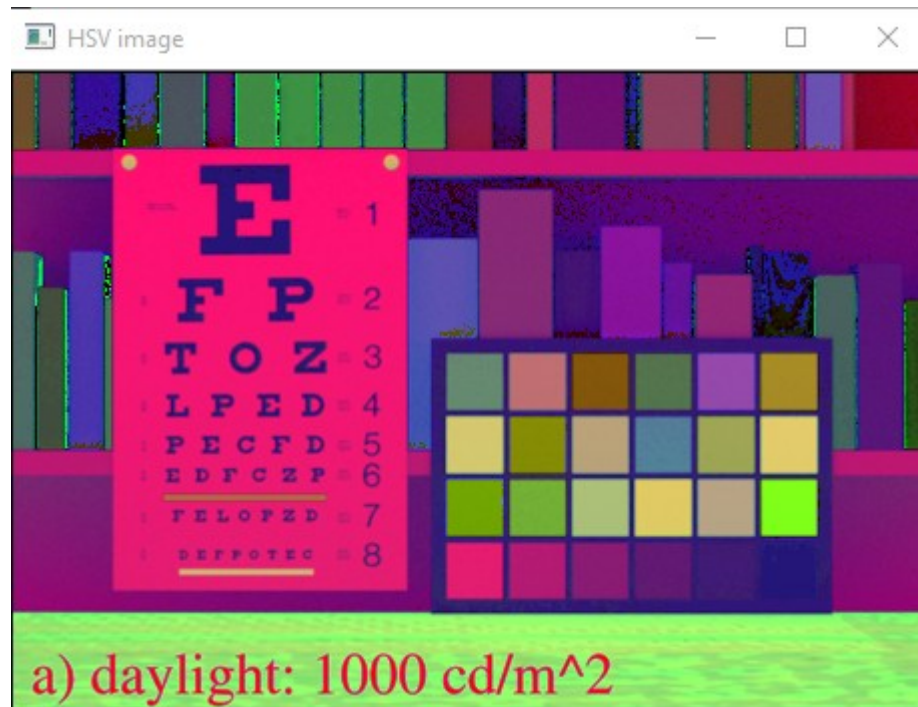 HSV image
E 1
F P 2
T O Z 3
L P E D 4
P E C F D 5
E D F C Z P 6
F E L O P Z D 7
D E F P O T E C 8
a) daylight: 1000 cd/m^2